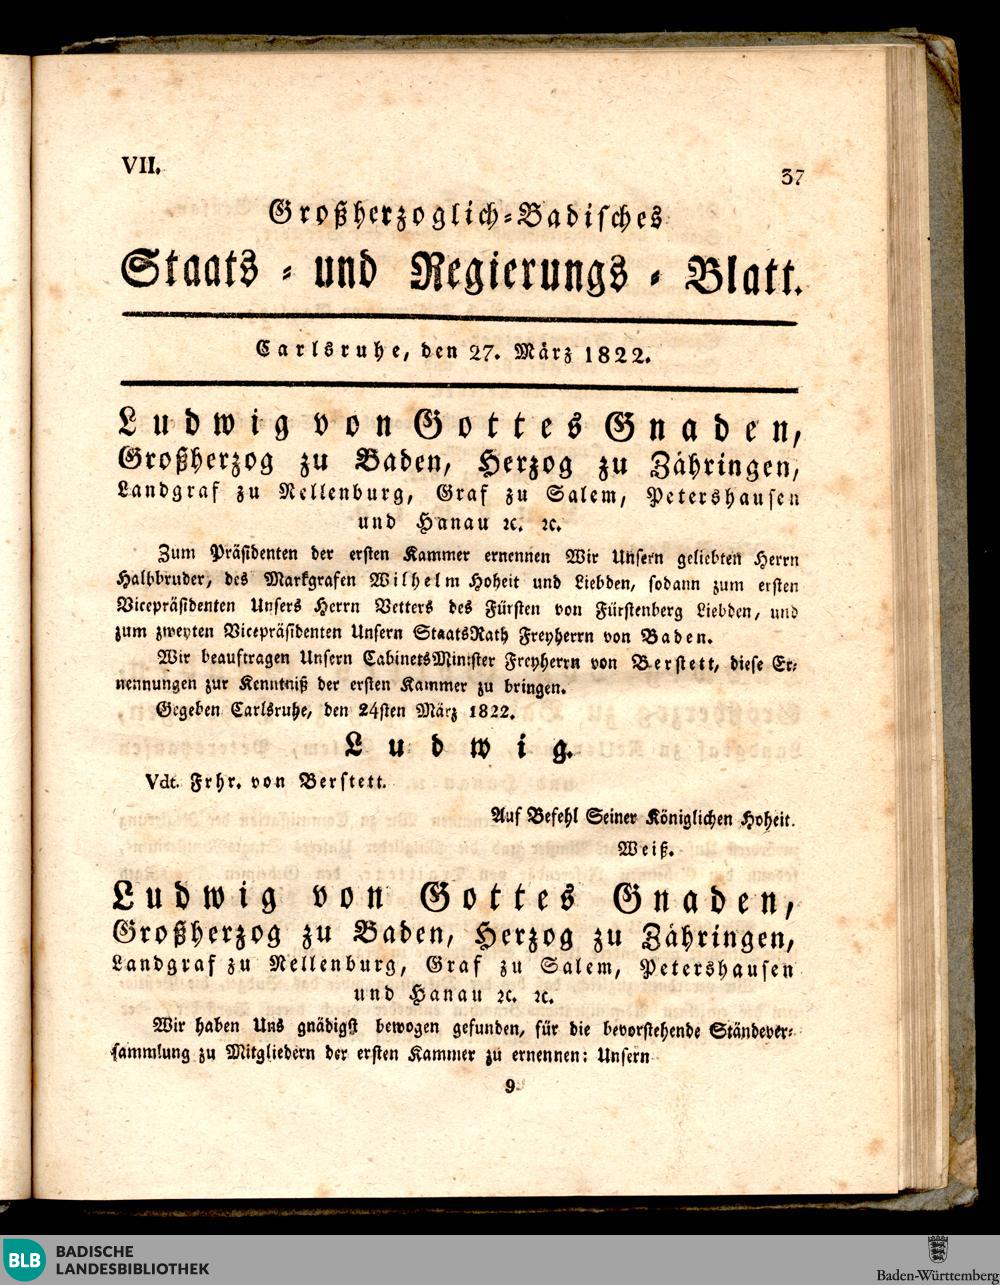 VII.
37
Großherzoglich-Badisches
Staats- und Regierungs-Blatt.
Carlsruhe, den 27. März 1822.
Ludwig von Gottes Gnaden,
Großherzog zu Baden, Herzog zu Zähringen,
Landgraf zu Nellenburg, Graf zu Salem, Petershausen
und Hanau ꝛc. ꝛc.
Zum Präsidenten der ersten Kammer ernennen Wir Unsern geliebten Herrn
Halbbruder, des Markgrafen Wilhelm Hoheit und Liebden, sodann zum ersten
Vicepräsidenten Unsers Herrn Vetters des Fürsten von Fürstenberg Liebden, und
zum zweyten Vicepräsidenten Unsern StaatsRath Freyherrn von Baden.
Wir beauftragen Unsern CabinetsMinister Freyherrn von Berstett, diese Er-
nennungen zur Kenntniß der ersten Kammer zu bringen.
Gegeben Carlsruhe, den 24sten März 1822.
Ludwig.
Vdt. Frhr. von Berstett.
Auf Befehl Seiner Königlichen Hoheit.
Weiß.
Ludwig von Gottes Gnaden,
Großherzog zu Baden, Herzog zu Zähringen,
Landgraf zu Nellenburg, Graf zu Salem, Petershausen
und Hanau ꝛc. ꝛc.
Wir haben Uns gnädigst bewogen gefunden, für die bevorstehende Ständever-
sammlung zu Mitgliedern der ersten Kammer zu ernennen: Unsern
9
BLB BADISCHE
LANDESBIBLIOTHEK
Baden-Württemberg